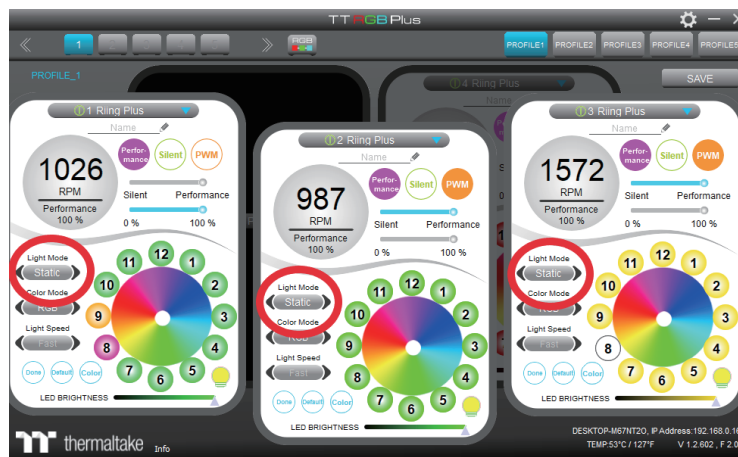 TT RGB Plus
1 2 3 4 5
RGB
PROFILE1 PROFILE2 PROFILE3 PROFILE4 PROFILE5
PROFILE_1
SAVE
1 Riing Plus
Name
1026
RPM
Performance
100 %
Perfor-
mance
Silent
PWM
Silent Performance
0 % 100 %
Light Mode
Static
Color Mode
RGB
Light Speed
Fast
12 1 2 3 4 5 6 7 8 9 10 11
Done Default Color
LED BRIGHTNESS
2 Riing Plus
Name
987
RPM
Performance
100 %
Perfor-
mance
Silent
PWM
Silent Performance
0 % 100 %
Light Mode
Static
Color Mode
RGB
Light Speed
Fast
12 1 2 3 4 5 6 7 8 9 10 11
Done Default Color
LED BRIGHTNESS
4 Riing Plus
Name
3 Riing Plus
Name
1572
RPM
Performance
100 %
Perfor-
mance
Silent
PWM
Silent Performance
0 % 100 %
Light Mode
Static
Color Mode
RGB
Light Speed
Fast
12 1 2 3 4 5 6 7 8 9 10 11
Done Default Color
LED BRIGHTNESS
thermaltake Info
DESKTOP-M67NT2O, IP Address:192.168.0.16
TEMP:53°C / 127°F V 1.2.602 , F 2.0